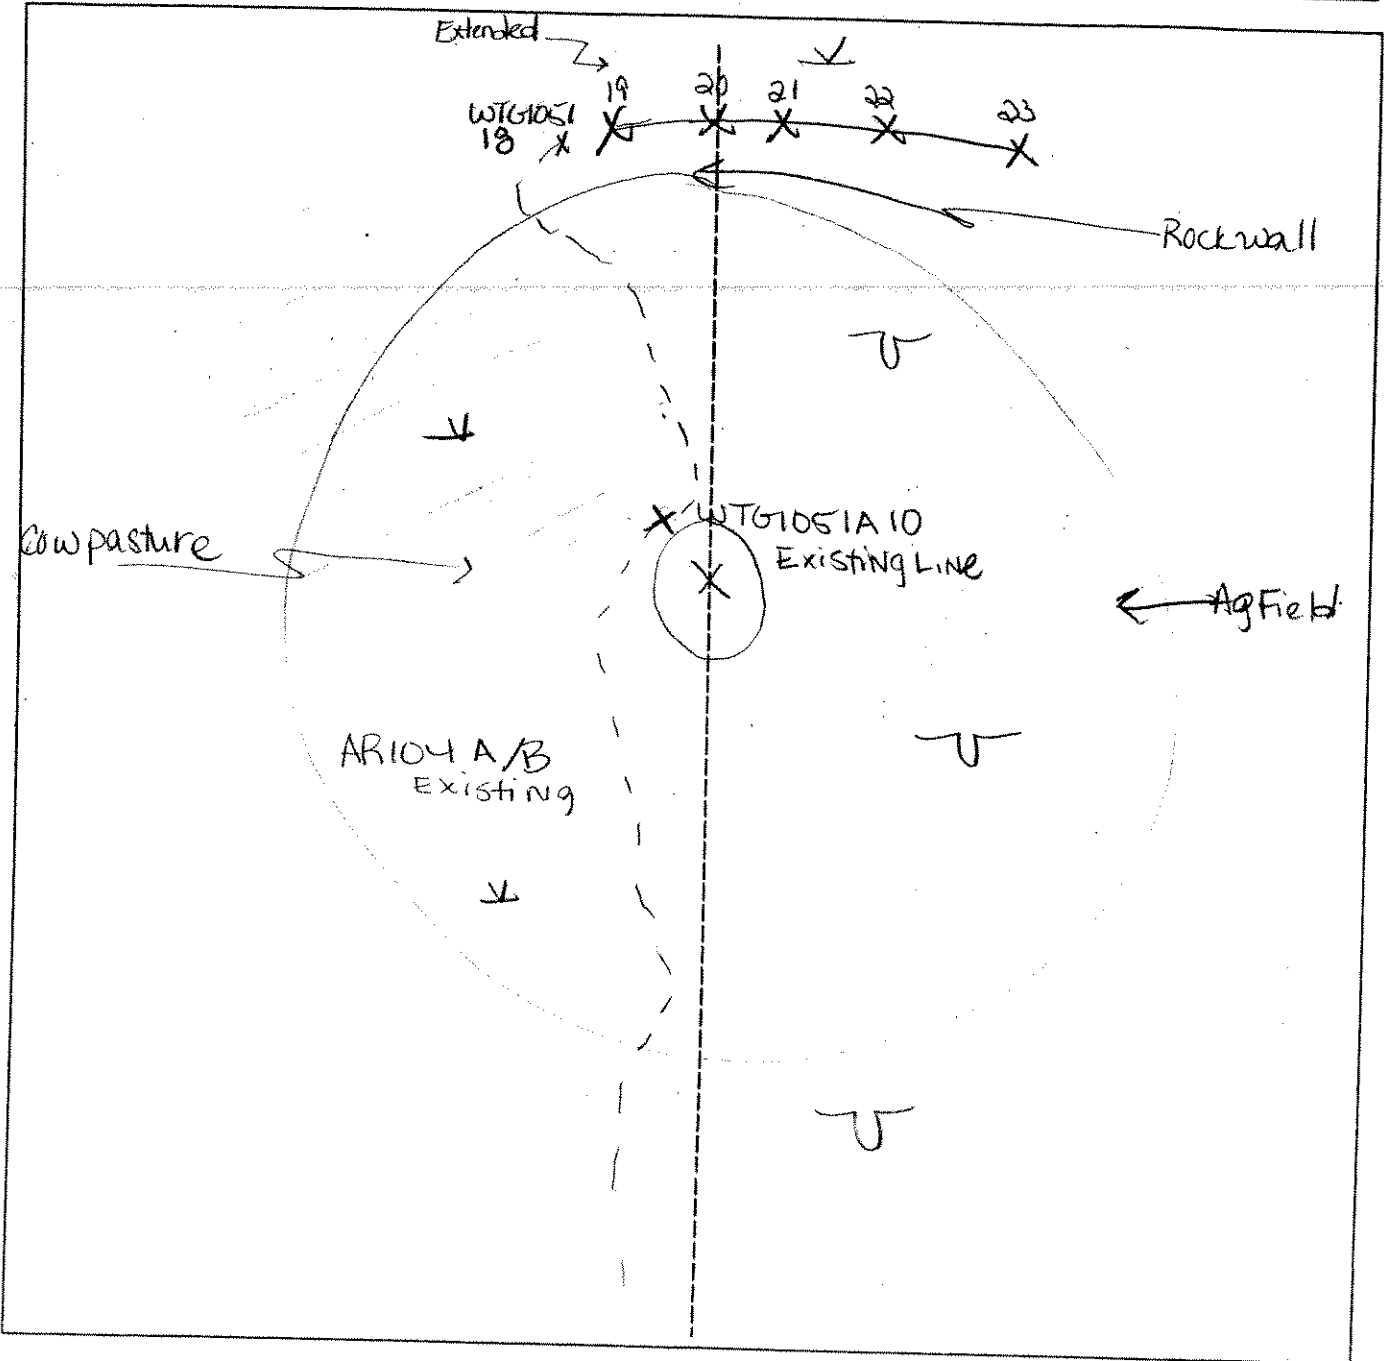 Extended
19 20 21 22 23
WTG1051
18
Rockwall
WTG1051A10
Existing Line
Cowpasture
AgField
AR104 A/B
Existing